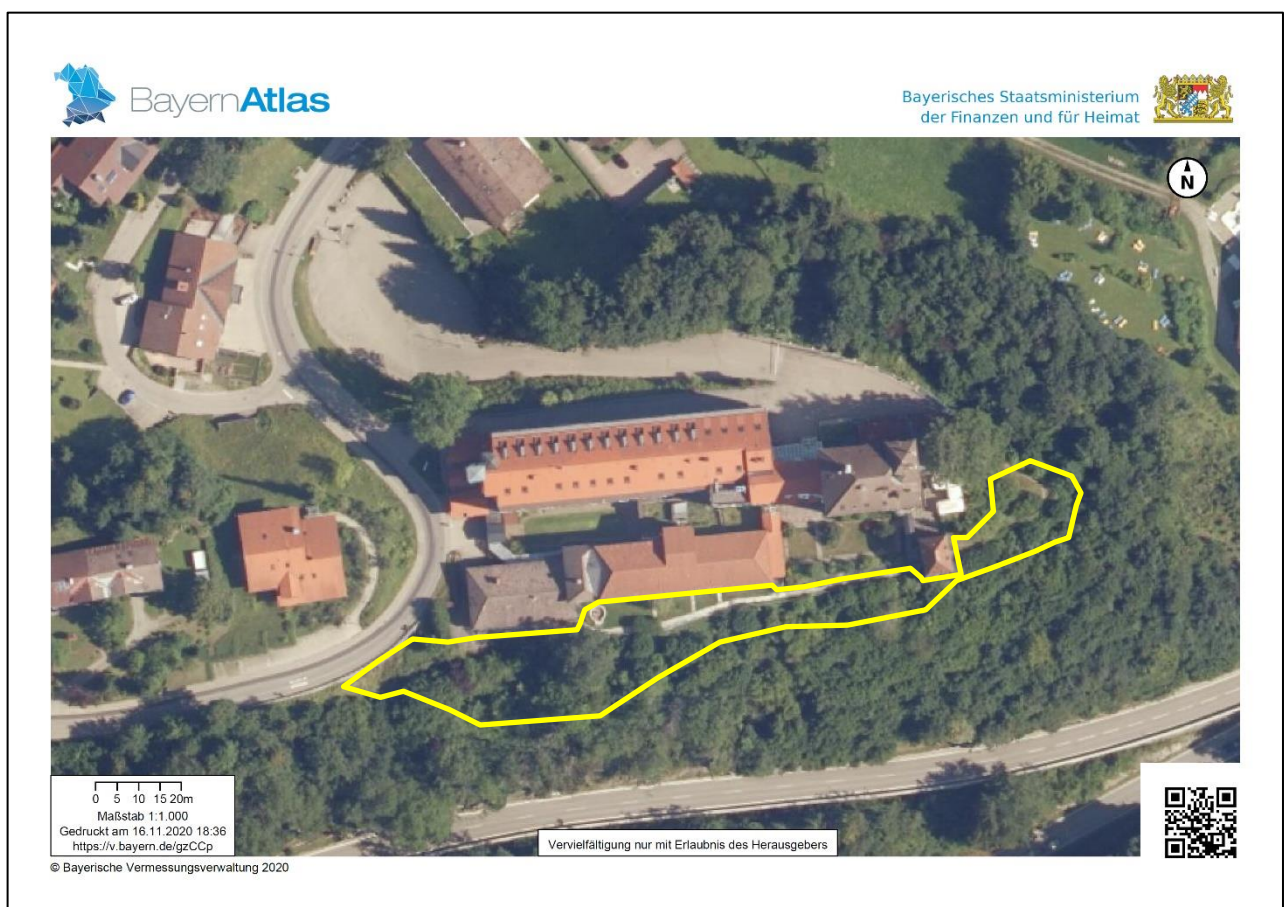 BayernAtlas
Bayerisches Staatsministerium
der Finanzen und für Heimat
N
0 5 10 15 20m
Maßstab 1:1.000
Gedruckt am 16.11.2020 18:36
https://v.bayern.de/gzCCp
Vervielfältigung nur mit Erlaubnis des Herausgebers
© Bayerische Vermessungsverwaltung 2020